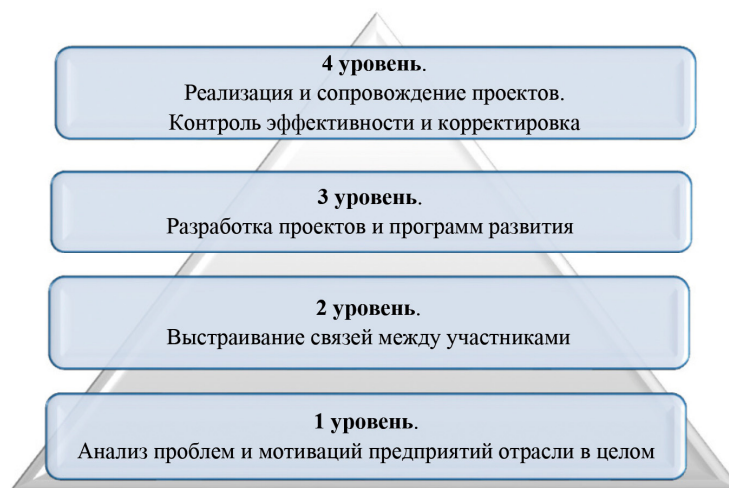 4 уровень.
Реализация и сопровождение проектов.
Контроль эффективности и корректировка
3 уровень.
Разработка проектов и программ развития
2 уровень.
Выстраивание связей между участниками
1 уровень.
Анализ проблем и мотиваций предприятий отрасли в целом